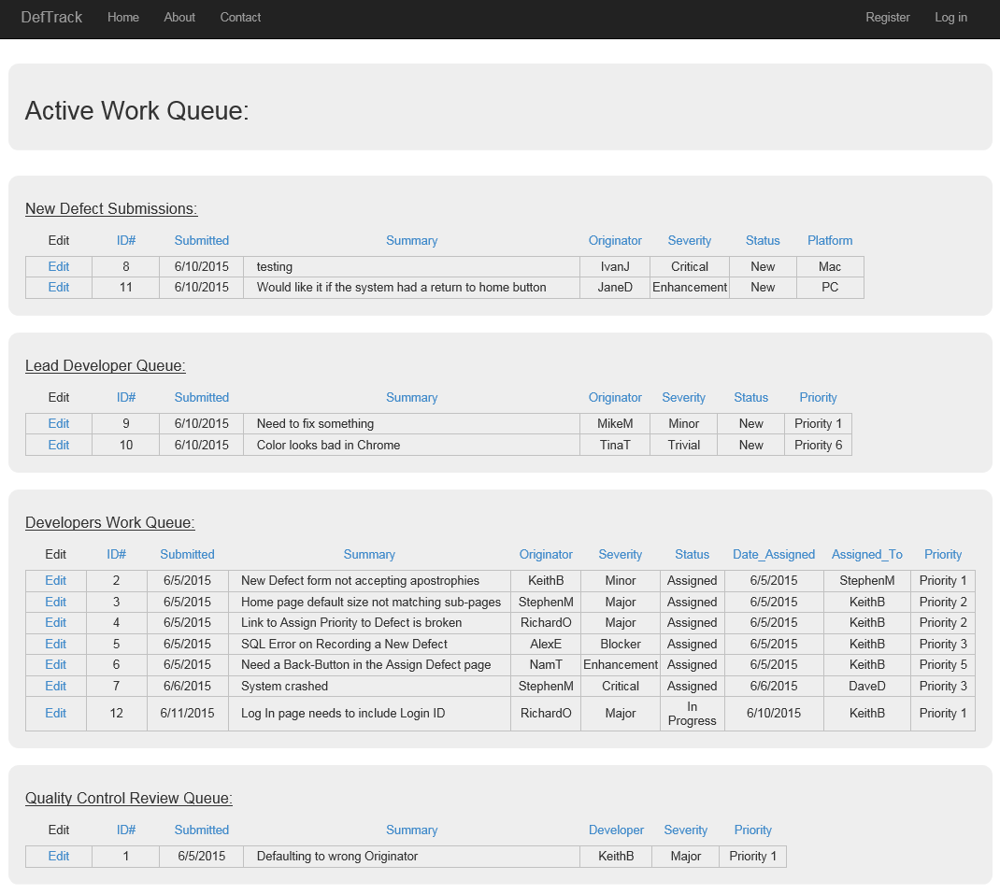 DefTrack Home About Contact Register Log in
Active Work Queue:
New Defect Submissions:
Edit ID# Submitted Summary Originator Severity Status Platform
Edit 8 6/10/2015 testing IvanJ Critical New Mac
Edit 11 6/10/2015 Would like it if the system had a return to home button JaneD Enhancement New PC
Lead Developer Queue:
Edit ID# Submitted Summary Originator Severity Status Priority
Edit 9 6/10/2015 Need to fix something MikeM Minor New Priority 1
Edit 10 6/10/2015 Color looks bad in Chrome TinaT Trivial New Priority 6
Developers Work Queue:
Edit ID# Submitted Summary Originator Severity Status Date_Assigned Assigned_To Priority
Edit 2 6/5/2015 New Defect form not accepting apostrophies KeithB Minor Assigned 6/5/2015 StephenM Priority 1
Edit 3 6/5/2015 Home page default size not matching sub-pages StephenM Major Assigned 6/5/2015 KeithB Priority 2
Edit 4 6/5/2015 Link to Assign Priority to Defect is broken RichardO Major Assigned 6/5/2015 KeithB Priority 2
Edit 5 6/5/2015 SQL Error on Recording a New Defect AlexE Blocker Assigned 6/5/2015 KeithB Priority 3
Edit 6 6/5/2015 Need a Back-Button in the Assign Defect page NamT Enhancement Assigned 6/5/2015 KeithB Priority 5
Edit 7 6/6/2015 System crashed StephenM Critical Assigned 6/6/2015 DaveD Priority 3
Edit 12 6/11/2015 Log In page needs to include Login ID RichardO Major In Progress 6/10/2015 KeithB Priority 1
Quality Control Review Queue:
Edit ID# Submitted Summary Developer Severity Priority
Edit 1 6/5/2015 Defaulting to wrong Originator KeithB Major Priority 1